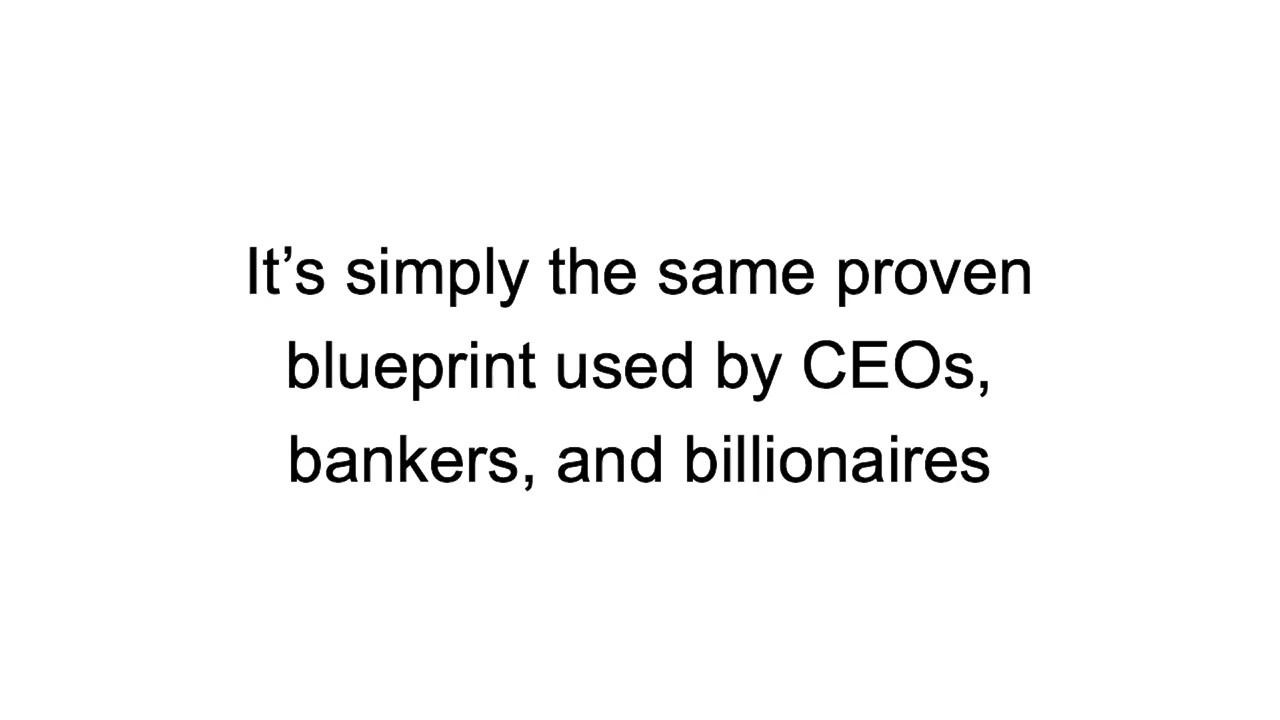 It’s simply the same proven
blueprint used by CEOs,
bankers, and billionaires